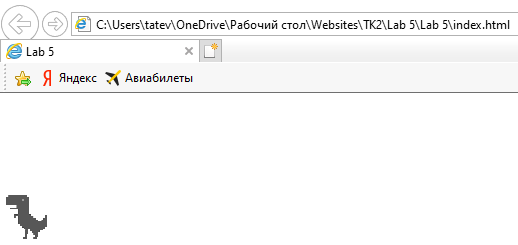 C:\Users\tatev\OneDrive\Рабочий стол\Websites\TK2\Lab 5\Lab 5\index.html
Lab 5
Яндекс Авиабилеты